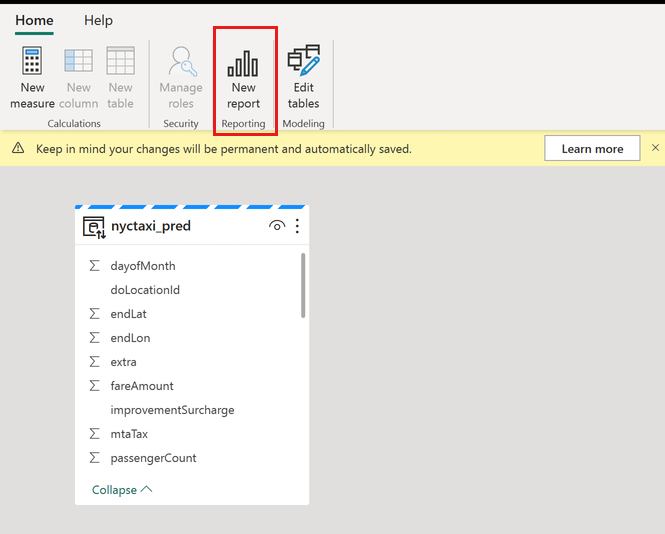 Home Help
New measure
New column
New table
Manage roles
New report
Edit tables
Calculations
Security
Reporting
Modeling
Keep in mind your changes will be permanent and automatically saved.
Learn more
nyctaxi_pred
dayofMonth
doLocationId
endLat
endLon
extra
fareAmount
improvementSurcharge
mtaTax
passengerCount
Collapse